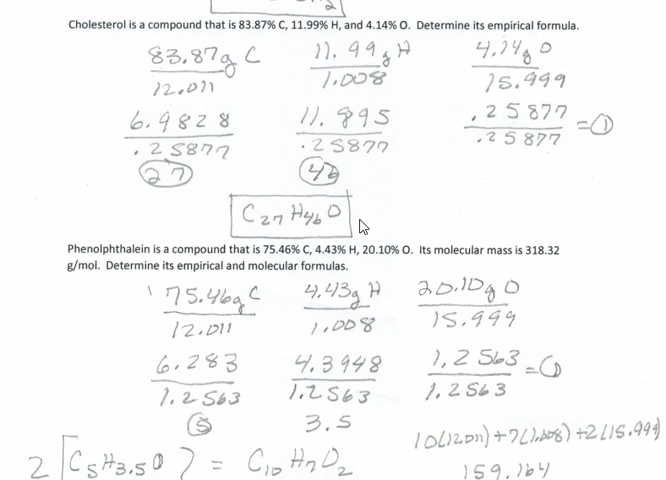 Cholesterol is a compound that is 83.87% C, 11.99% H, and 4.14% O. Determine its empirical formula.
83.87g C 11.99g H 4.14g O
12.011 1.008 15.999
6.9828 11.895 .25877
.25877 .25877 .25877 = 1
27 46
C27 H46 O
Phenolphthalein is a compound that is 75.46% C, 4.43% H, 20.10% O. Its molecular mass is 318.32
g/mol. Determine its empirical and molecular formulas.
75.46g C 4.43g H 20.10g O
12.011 1.008 15.999
6.283 4.3948 1.2563
1.2563 1.2563 1.2563 = 1
5 3.5
10(12.011)+7(1.008)+2(15.999)
2 [C5H3.5O] = C10 H7 O2
159.164